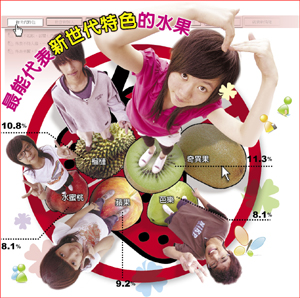 最能代表新世代特色的水果
10.8%
榴槤
奇異果
11.3%
水蜜桃
蘋果
芭樂
8.1%
8.1%
9.2%